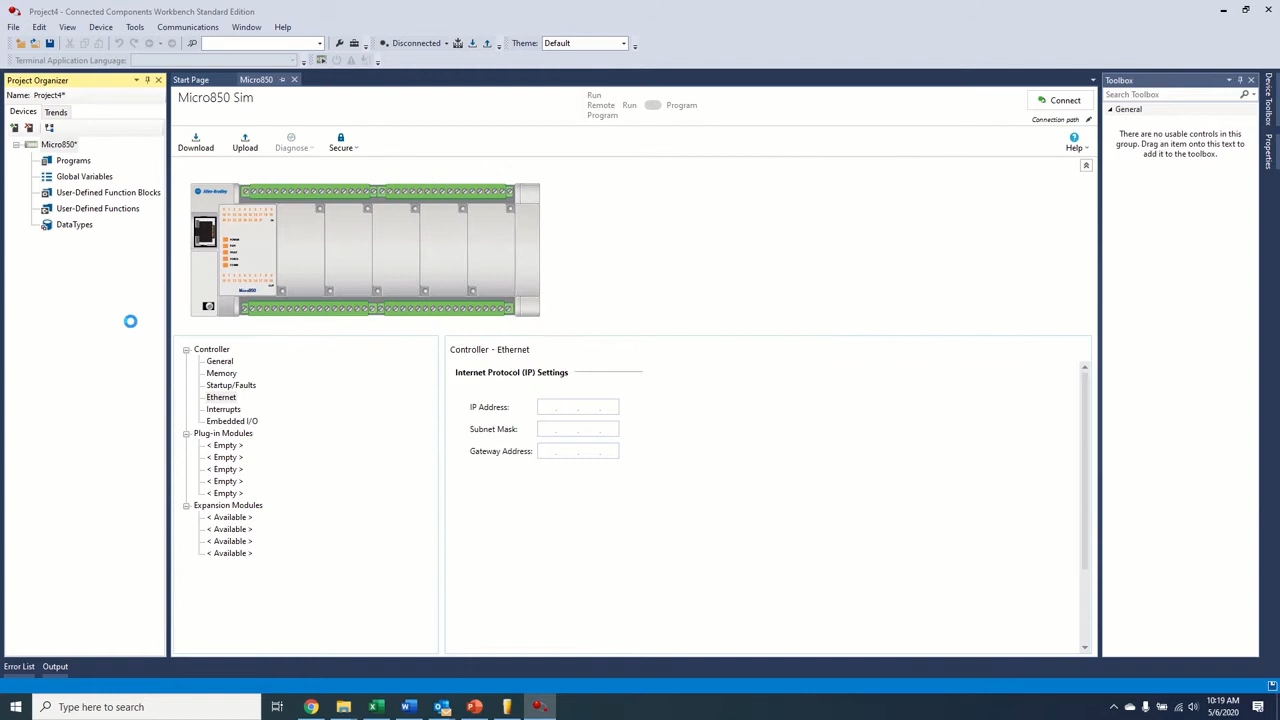 Project4 - Connected Components Workbench Standard Edition
File Edit View Device Tools Communications Window Help
Disconnected Theme: Default
Terminal Application Language:
Project Organizer
Name: Project4*
Devices Trends
Micro850*
Programs
Global Variables
User-Defined Function Blocks
User-Defined Functions
DataTypes
Start Page Micro850
Micro850 Sim
Run
Remote Run Program
Program
Connect
Connection path
Download Upload Diagnose Secure Help
Allen-Bradley
Micro850
Controller
General
Memory
Startup/Faults
Ethernet
Interrupts
Embedded I/O
Plug-in Modules
< Empty >
< Empty >
< Empty >
< Empty >
< Empty >
Expansion Modules
< Available >
< Available >
< Available >
< Available >
Controller - Ethernet
Internet Protocol (IP) Settings
IP Address:
Subnet Mask:
Gateway Address:
Toolbox
Search Toolbox
General
There are no usable controls in this
group. Drag an item onto this text to
add it to the toolbox.
Device Toolbox
Properties
Error List Output
Type here to search
10:19 AM
5/6/2020